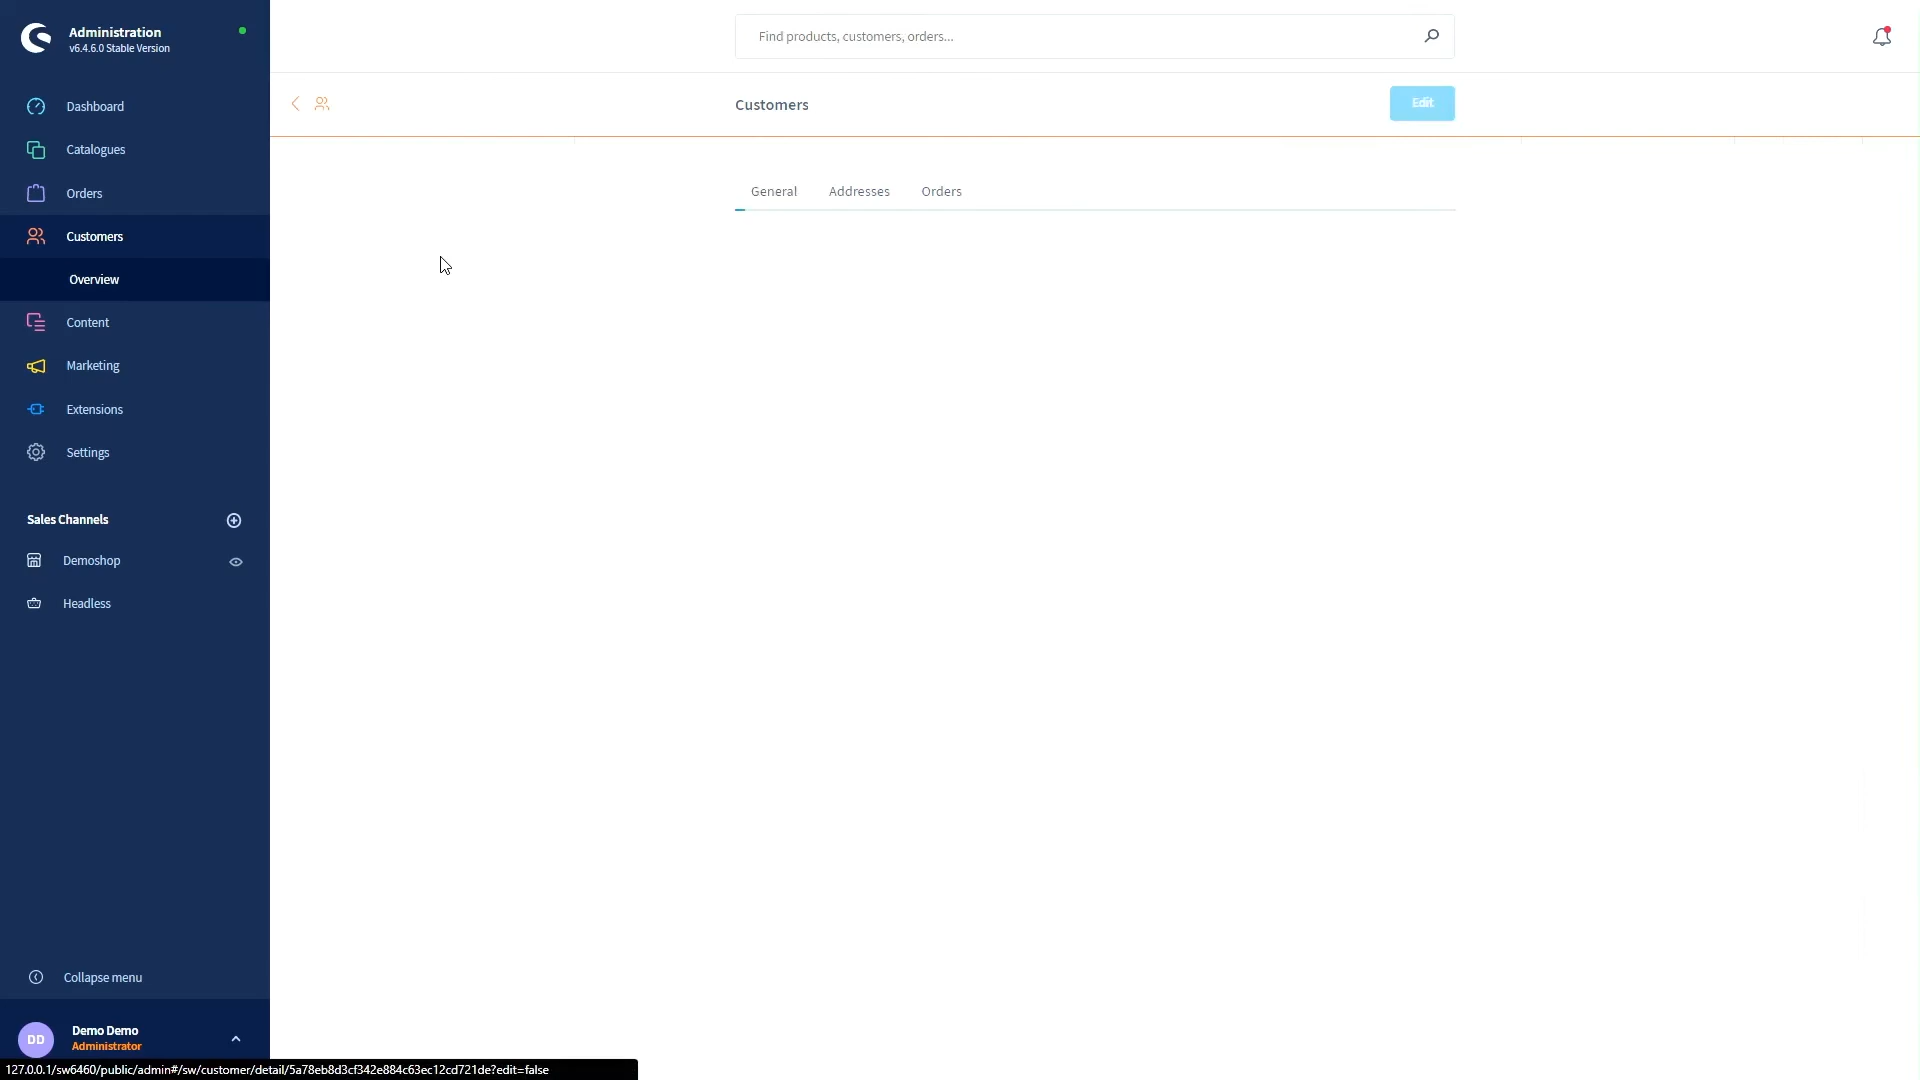 Administration
v6.4.6.0 Stable Version
Find products, customers, orders...
Dashboard
Catalogues
Orders
Customers
Overview
Content
Marketing
Extensions
Settings
Sales Channels
Demoshop
Headless
Collapse menu
DD
Demo Demo
Administrator
Customers
Edit
General
Addresses
Orders
127.0.0.1/sw6460/public/admin#/sw/customer/detail/5a78eb8d3cf342e884c63ec12cd721de?edit=false